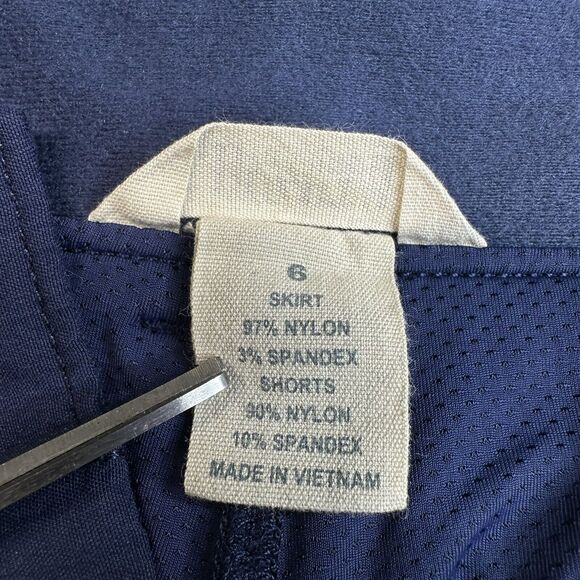 6
SKIRT
97% NYLON
3% SPANDEX
SHORTS
90% NYLON
10% SPANDEX
MADE IN VIETNAM